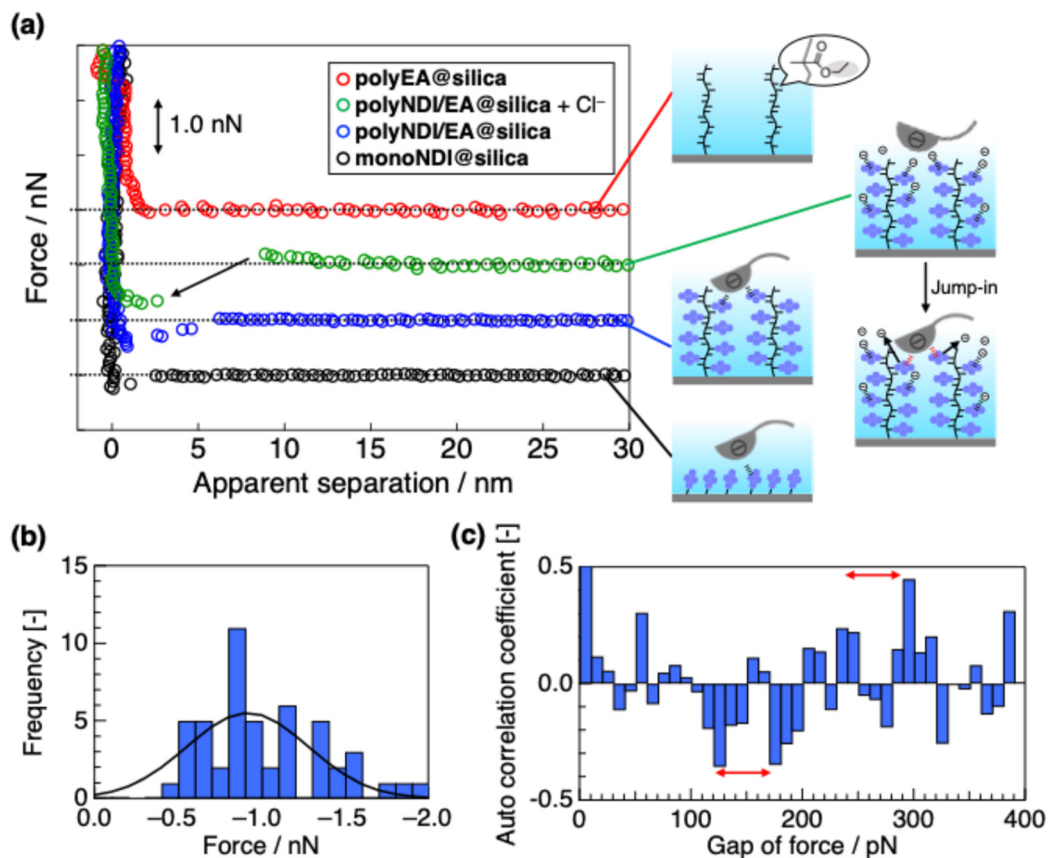 (a)
Force / nN
1.0 nN
polyEA@silica
polyNDI/EA@silica + Cl⁻
polyNDI/EA@silica
monoNDI@silica
0
5
10
15
20
25
30
Apparent separation / nm
O
O
Jump-in
(b)
Frequency [-]
15
10
5
0
0.0
−0.5
−1.0
−1.5
−2.0
Force / nN
(c)
Auto correlation coefficient [-]
0.5
0.0
-0.5
0
100
200
300
400
Gap of force / pN